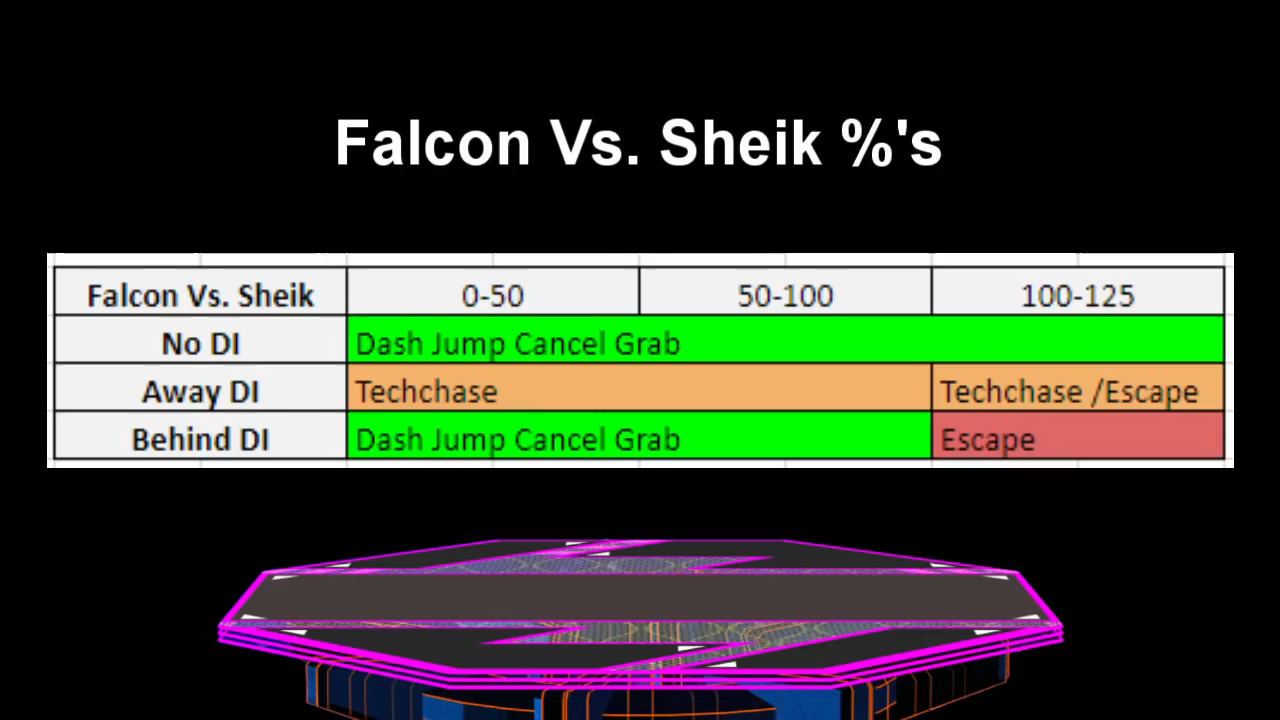 Falcon Vs. Sheik %'s
Falcon Vs. Sheik 0-50 50-100 100-125
No DI Dash Jump Cancel Grab
Away DI Techchase Techchase /Escape
Behind DI Dash Jump Cancel Grab Escape